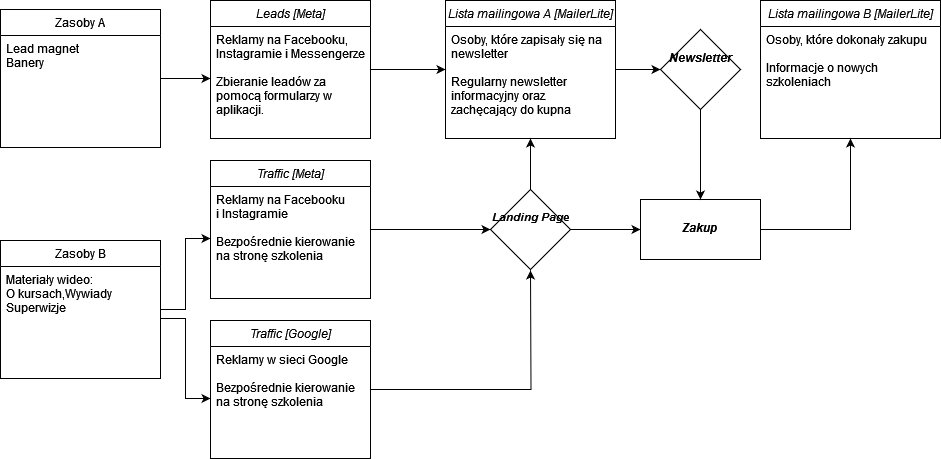 Zasoby A
Lead magnet
Banery
Leads [Meta]
Reklamy na Facebooku,
Instagramie i Messengerze
Zbieranie leadów za
pomocą formularzy w
aplikacji.
Lista mailingowa A [MailerLite]
Osoby, które zapisały się na
newsletter
Regularny newsletter
informacyjny oraz
zachęcający do kupna
Newsletter
Lista mailingowa B [MailerLite]
Osoby, które dokonały zakupu
Informacje o nowych
szkoleniach
Zasoby B
Materiały wideo:
O kursach,Wywiady
Superwizje
Traffic [Meta]
Reklamy na Facebooku
i Instagramie
Bezpośrednie kierowanie
na stronę szkolenia
Landing Page
Zakup
Traffic [Google]
Reklamy w sieci Google
Bezpośrednie kierowanie
na stronę szkolenia